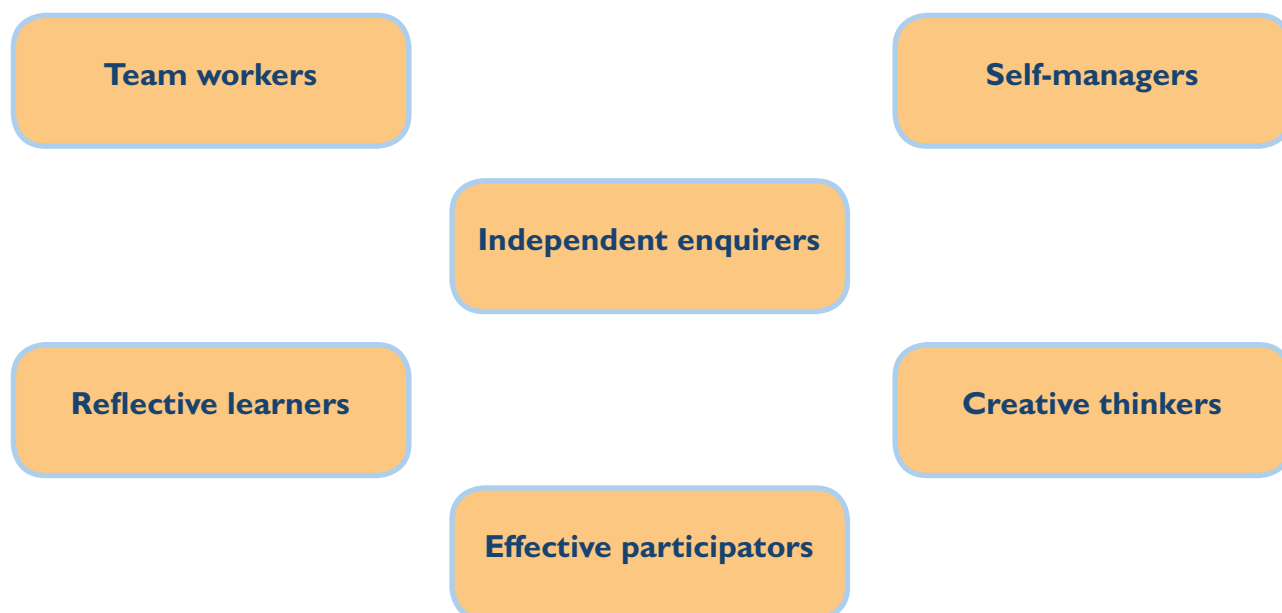 Team workers
Self-managers
Independent enquirers
Reflective learners
Creative thinkers
Effective participators